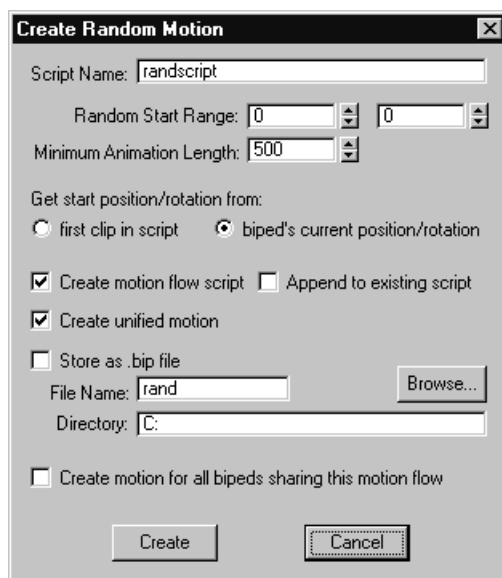 Create Random Motion
Script Name: randscript
Random Start Range: 0 0
Minimum Animation Length: 500
Get start position/rotation from:
first clip in script biped's current position/rotation
Create motion flow script Append to existing script
Create unified motion
Store as .bip file
File Name: rand Browse...
Directory: C:
Create motion for all bipeds sharing this motion flow
Create Cancel